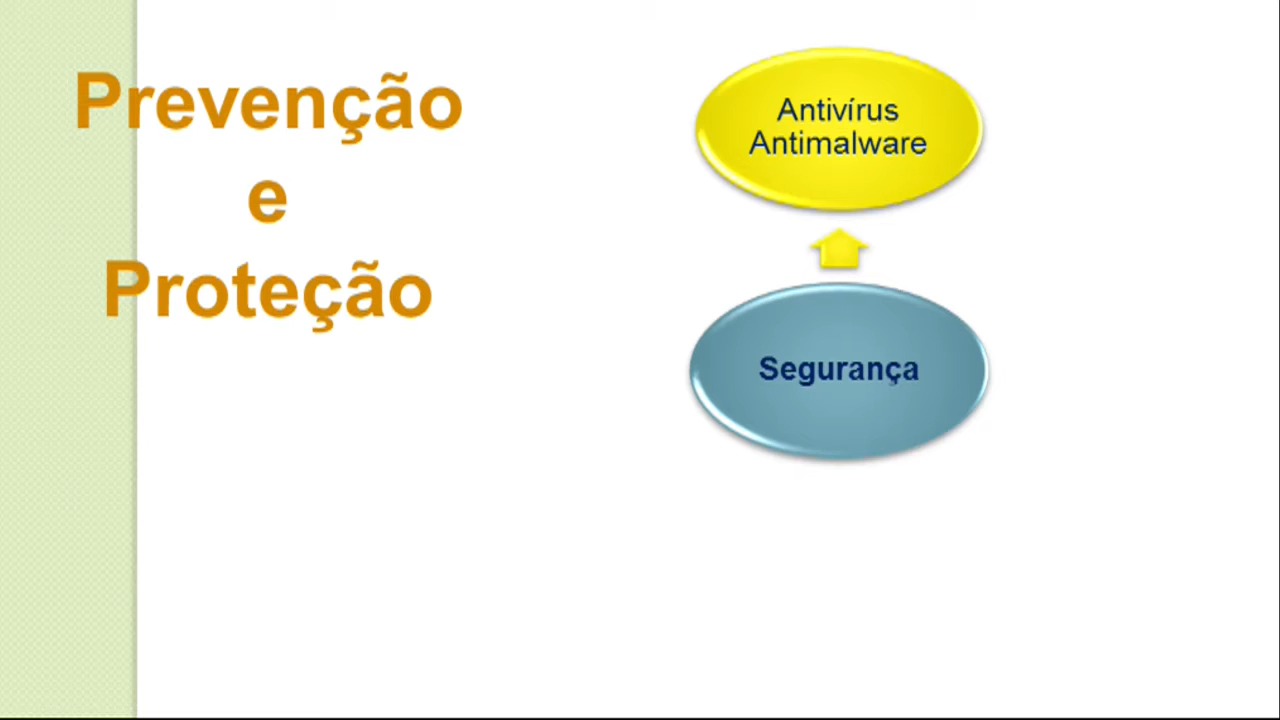 Prevenção
e
Proteção
Antivírus
Antimalware
Segurança